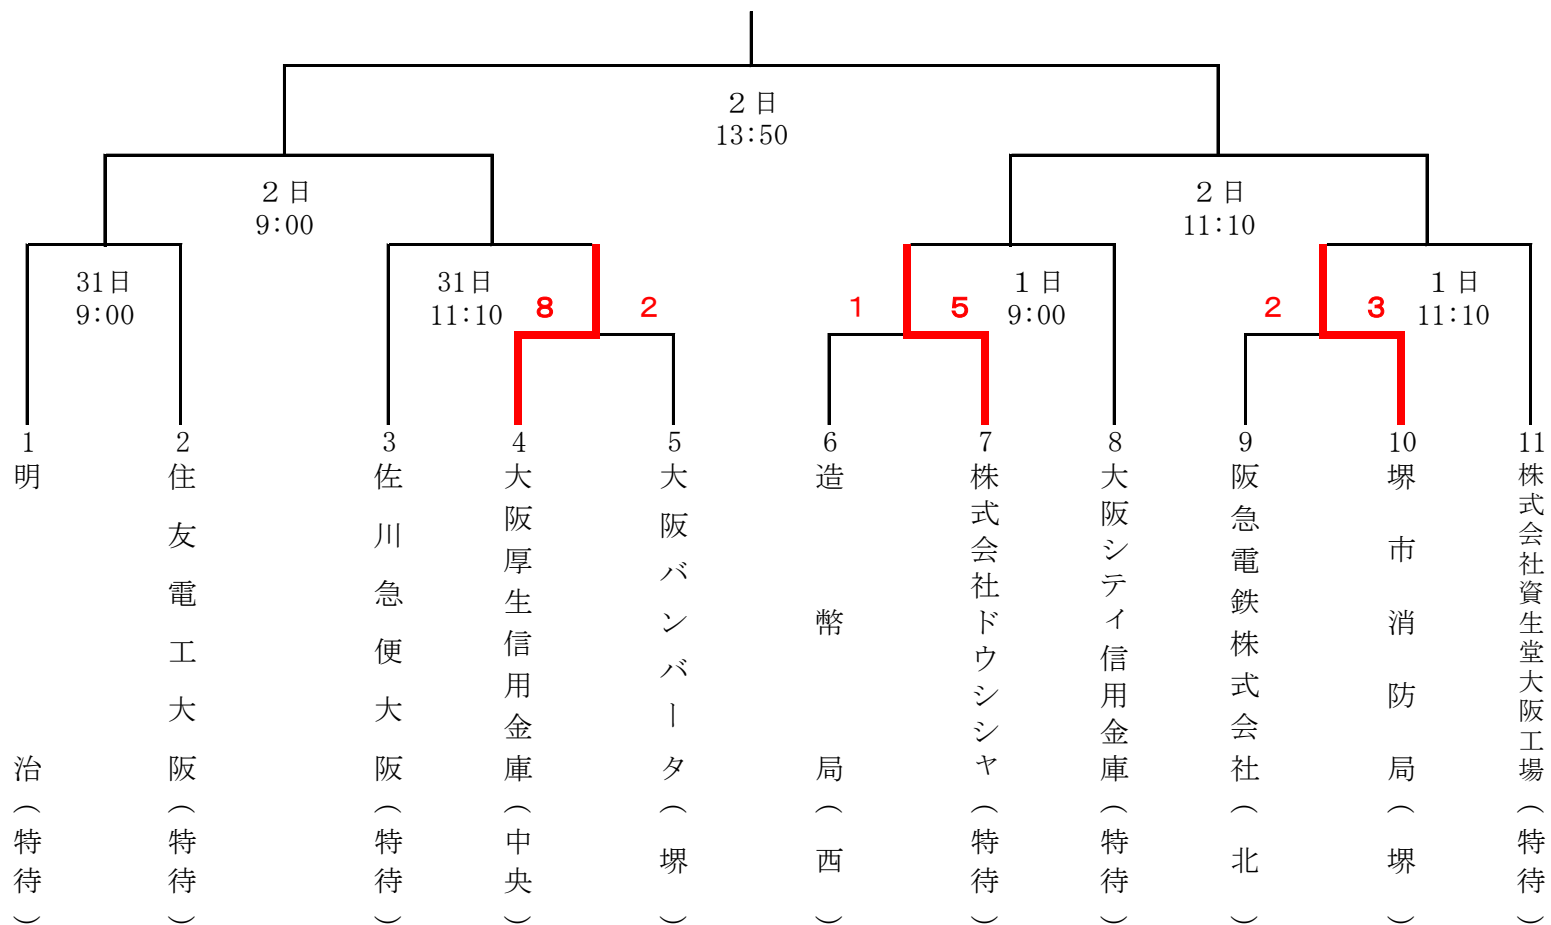 ２日
13:50
２日
9:00
２日
11:10
31日
9:00
31日
11:10
8
2
1
5
１日
9:00
2
3
１日
11:10
1
明治(特待)
2
住友電工大阪(特待)
3
佐川急便大阪(特待)
4
大阪厚生信用金庫(中央)
5
大阪バンバータ(堺)
6
造幣局(西)
7
株式会社ドウシシャ(特待)
8
大阪シティ信用金庫(特待)
9
阪急電鉄株式会社(北)
10
堺市消防局(堺)
11
株式会社資生堂大阪工場(特待)